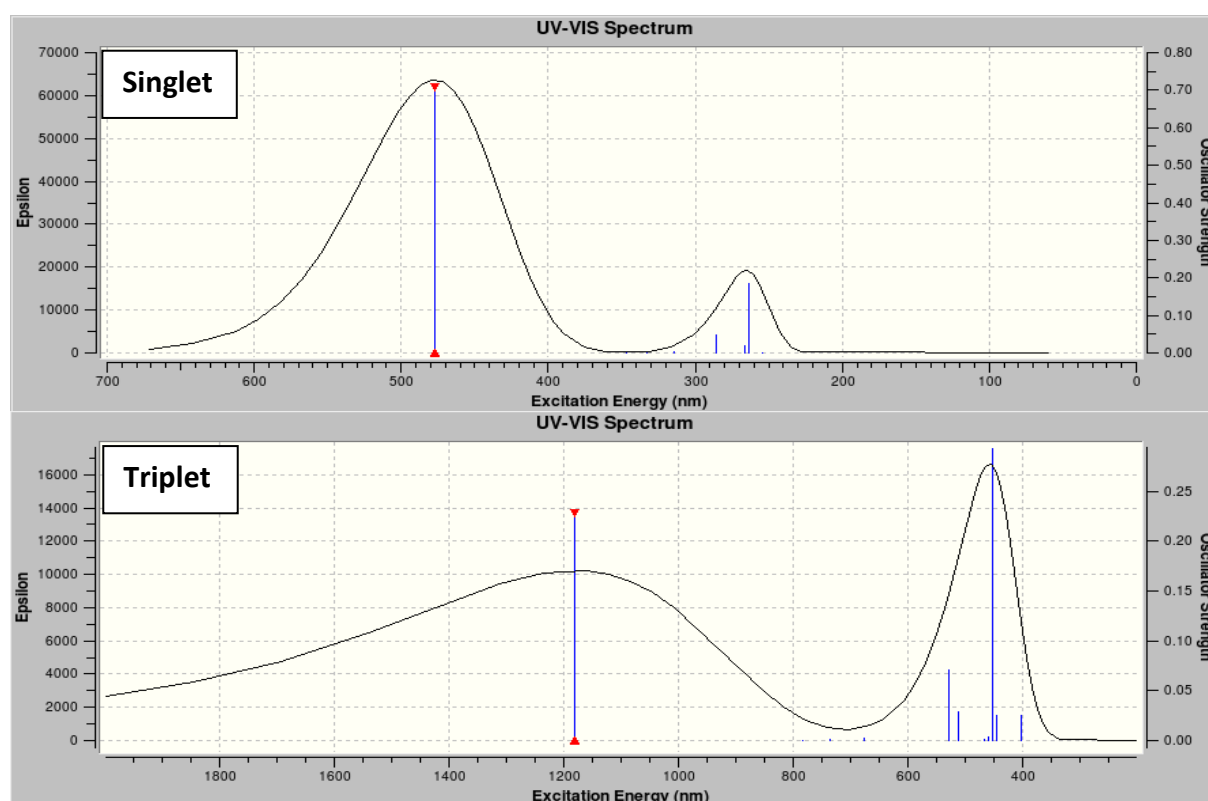 UV-VIS Spectrum
Singlet
70000
60000
50000
40000
30000
20000
10000
0
Epsilon
0.80
0.70
0.60
0.50
0.40
0.30
0.20
0.10
0.00
Oscillator Strength
700 600 500 400 300 200 100 0
Excitation Energy (nm)
UV-VIS Spectrum
Triplet
16000
14000
12000
10000
8000
6000
4000
2000
0
Epsilon
0.25
0.20
0.15
0.10
0.05
0.00
Oscillator Strength
1800 1600 1400 1200 1000 800 600 400
Excitation Energy (nm)